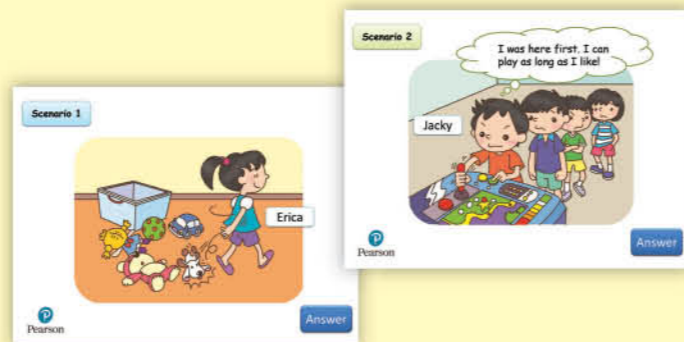 Scenario 1
Erica
Pearson
Answer
Scenario 2
I was here first. I can
play as long as I like!
Jacky
Pearson
Answer